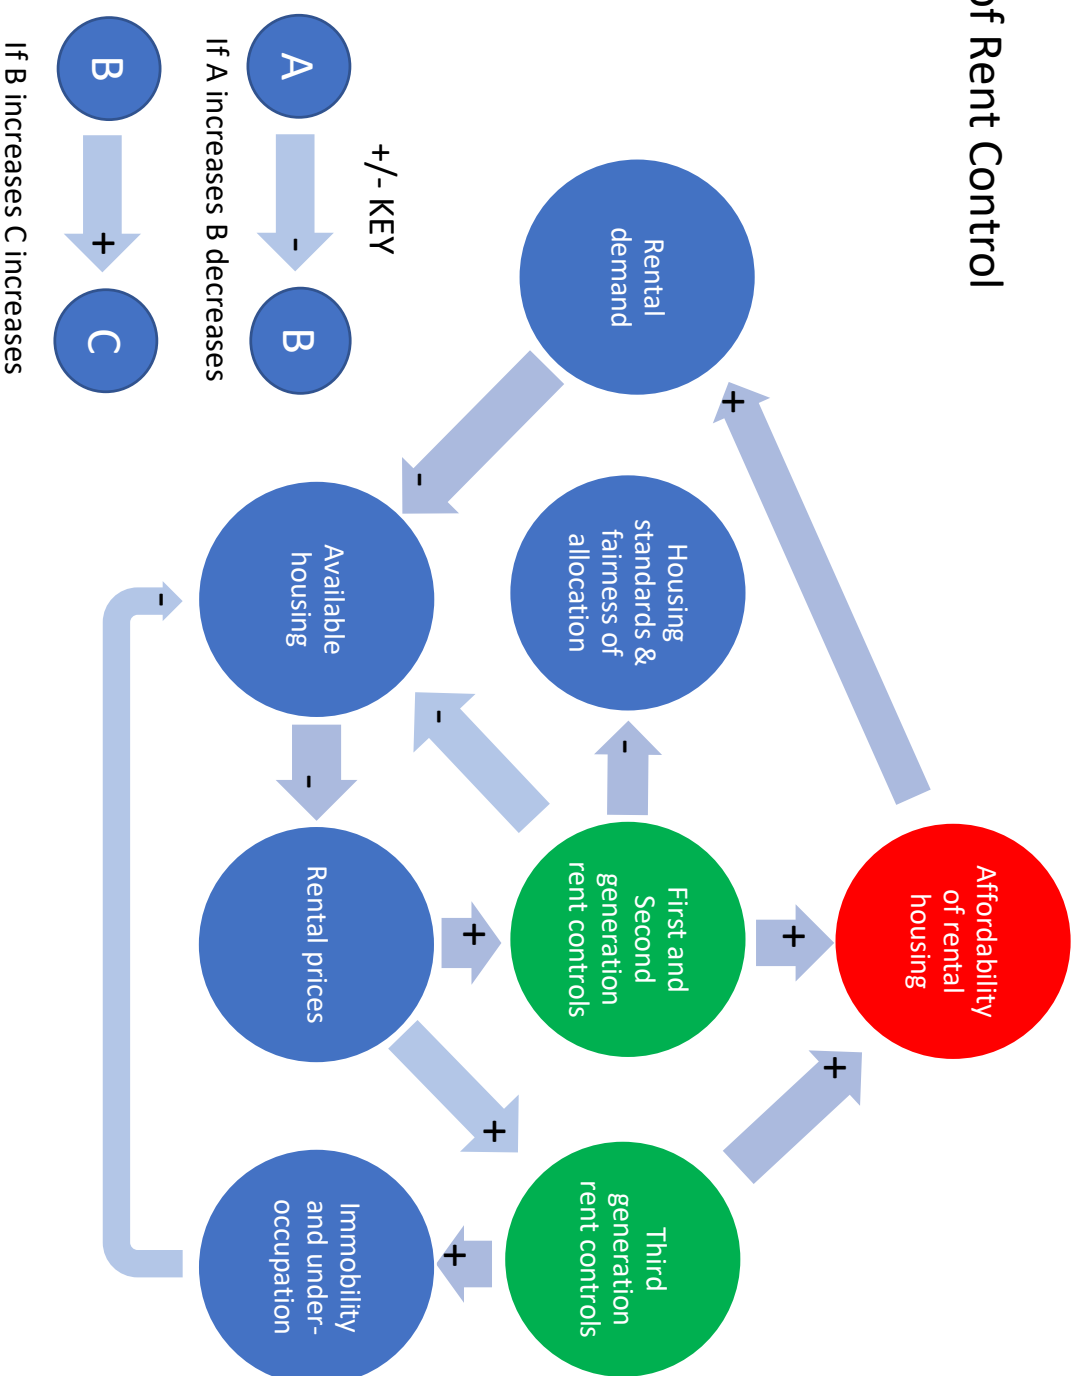 of Rent Control
Affordability
of rental
housing
+
+
+
Rental
demand
Housing
standards &
fairness of
allocation
-
First and
Second
generation
rent controls
Third
generation
rent controls
-
-
+
+
+
Available
housing
-
Rental prices
Immobility
and under-
occupation
-
+/- KEY
A
-
B
If A increases B decreases
B
+
C
If B increases C increases